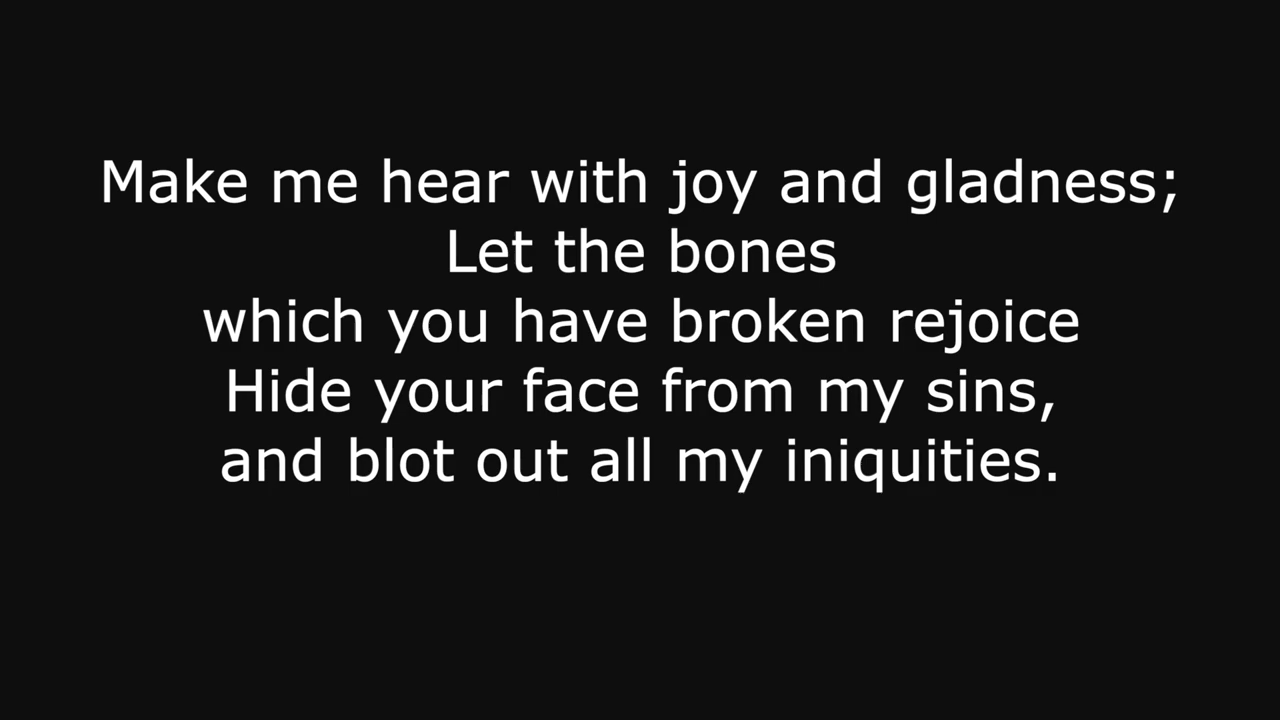 Make me hear with joy and gladness;
Let the bones
which you have broken rejoice
Hide your face from my sins,
and blot out all my iniquities.